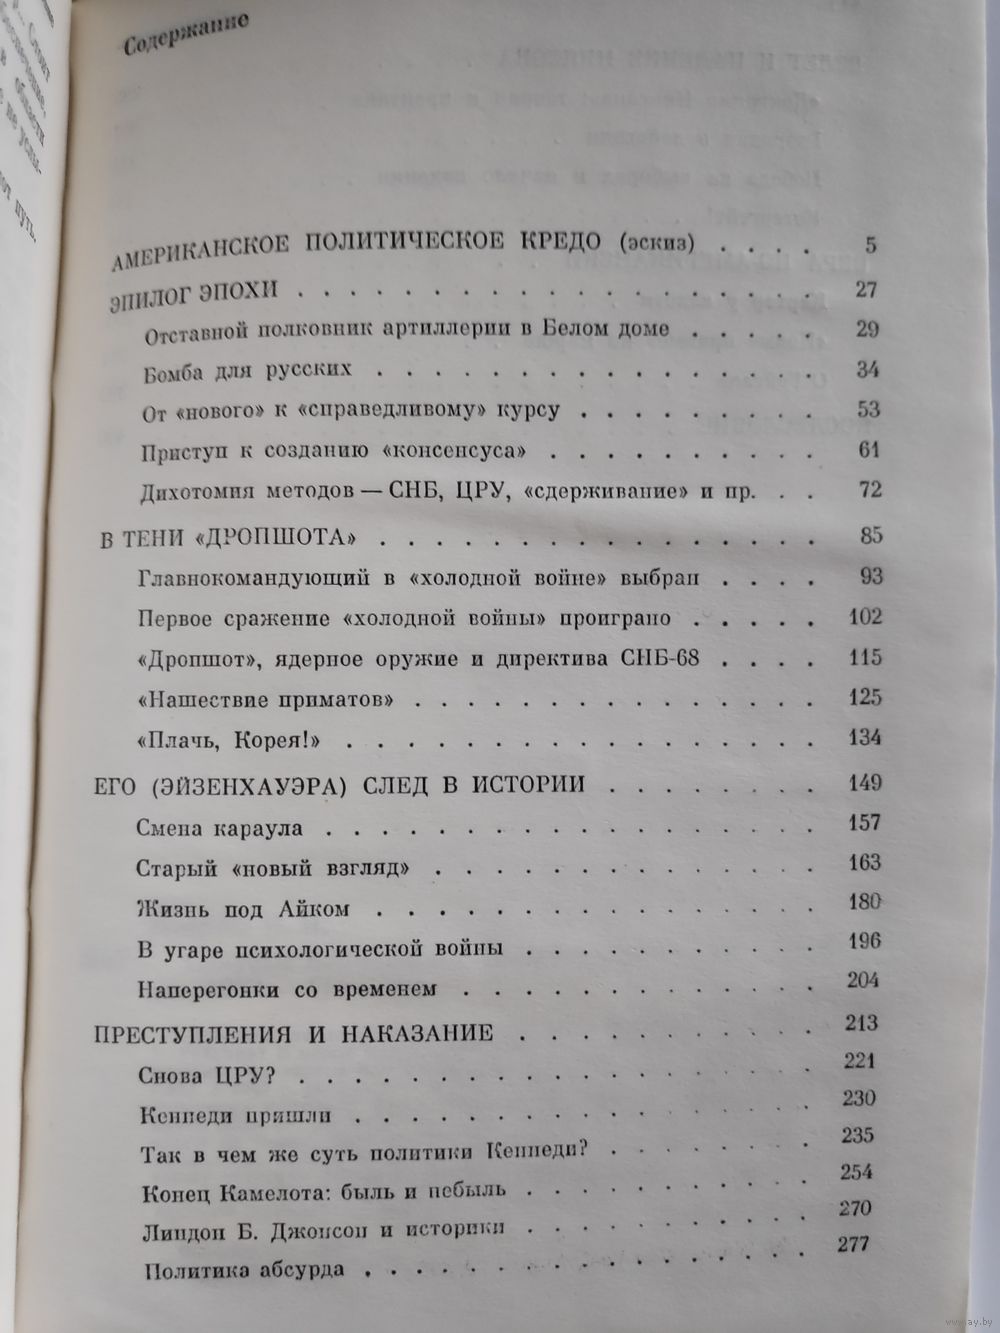 Содержание
АМЕРИКАНСКОЕ ПОЛИТИЧЕСКОЕ КРЕДО (эскиз) . . . . 5
ЭПИЛОГ ЭПОХИ . . . . . . . . . . . . . . 27
Отставной полковник артиллерии в Белом доме . . . . . 29
Бомба для русских . . . . . . . . . . . . 34
От «нового» к «справедливому» курсу . . . . . . . . . 53
Приступ к созданию «консенсуса» . . . . . . . . . . 61
Дихотомия методов — СНБ, ЦРУ, «сдерживание» и пр. . . 72
В ТЕНИ «ДРОПШОТА» . . . . . . . . . . . . . . . . 85
Главнокомандующий в «холодной войне» выбран . . . . 93
Первое сражение «холодной войны» проиграно . . . . . 102
«Дропшот», ядерное оружие и директива СНБ-68 . . . . 115
«Нашествие приматов» . . . . . . . . . . . . . . . 125
«Плачь, Корея!» . . . . . . . . . . . . . . . . . 134
ЕГО (ЭЙЗЕНХАУЭРА) СЛЕД В ИСТОРИИ . . . . . . . . 149
Смена караула . . . . . . . . . . . . . . . . . . 157
Старый «новый взгляд» . . . . . . . . . . . . . . 163
Жизнь под Айком . . . . . . . . . . . . . . . . 180
В угаре психологической войны . . . . . . . . . . . 196
Наперегонки со временем . . . . . . . . . . . . . 204
ПРЕСТУПЛЕНИЯ И НАКАЗАНИЕ . . . . . . . . . . . 213
Снова ЦРУ? . . . . . . . . . . . . . . . . . . . 221
Кеннеди пришли . . . . . . . . . . . . . . . . . 230
Так в чем же суть политики Кеннеди? . . . . . . . . 235
Конец Камелота: быль и небыль . . . . . . . . . . . 254
Линдон Б. Джонсон и историки . . . . . . . . . . . 270
Политика абсурда . . . . . . . . . . . . . . . . . 277
www.ay.by